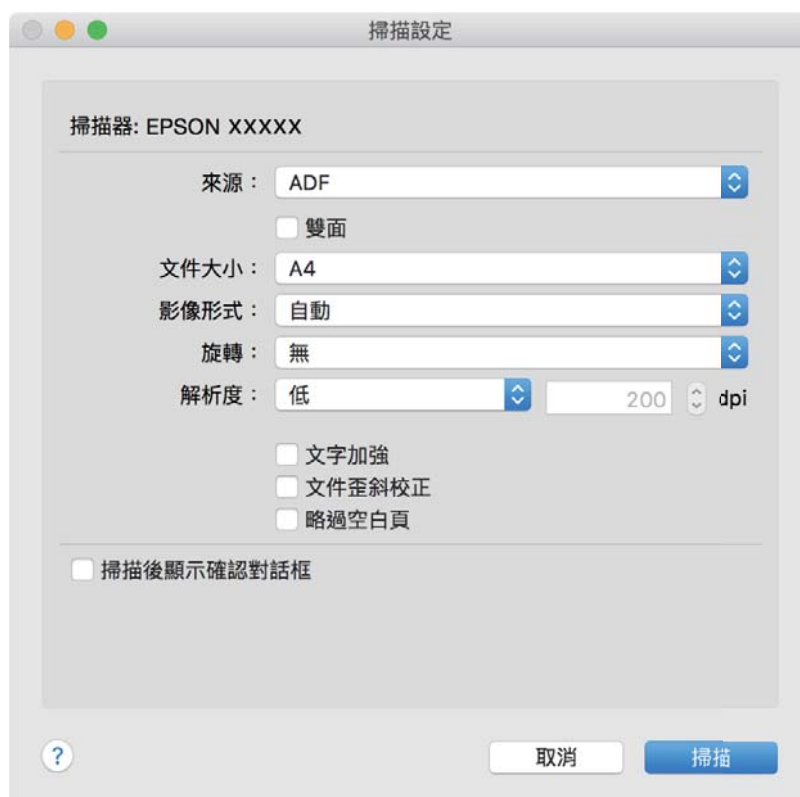 掃描設定
掃描器: EPSON XXXXX
來源： ADF
雙面
文件大小： A4
影像形式： 自動
旋轉： 無
解析度： 低 200 dpi
文字加強
文件歪斜校正
略過空白頁
掃描後顯示確認對話框
? 取消 掃描